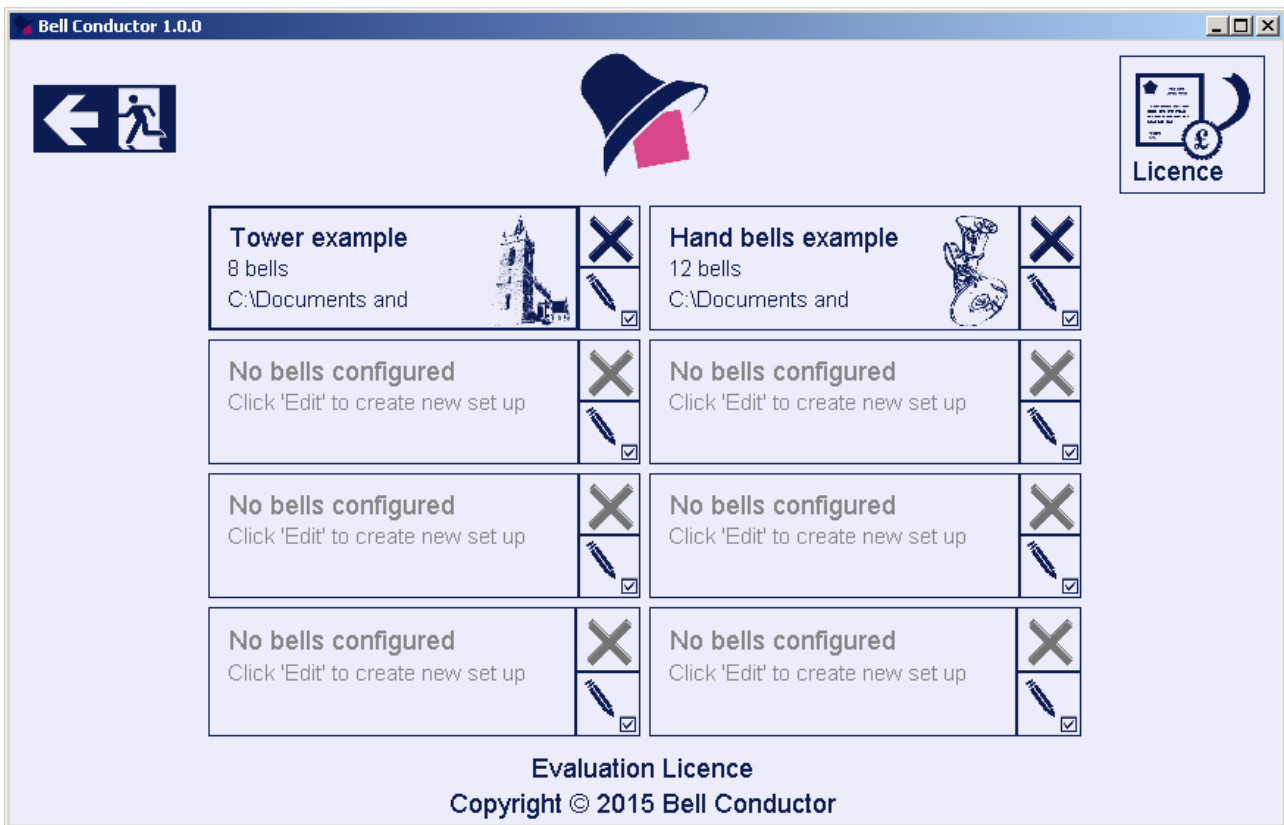 Bell Conductor 1.0.0
Licence
Tower example
8 bells
C:\Documents and
Hand bells example
12 bells
C:\Documents and
No bells configured
Click 'Edit' to create new set up
No bells configured
Click 'Edit' to create new set up
No bells configured
Click 'Edit' to create new set up
No bells configured
Click 'Edit' to create new set up
No bells configured
Click 'Edit' to create new set up
No bells configured
Click 'Edit' to create new set up
Evaluation Licence
Copyright © 2015 Bell Conductor